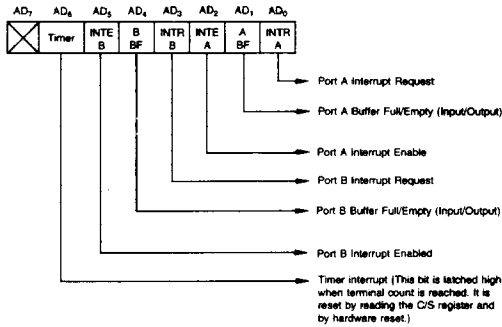 AD7 AD6 AD5 AD4 AD3 AD2 AD1 AD0
Timer INTE B B BF INTR B INTE A A BF INTR A
Port A Interrupt Request
Port A Buffer Full/Empty (Input/Output)
Port A Interrupt Enable
Port B Interrupt Request
Port B Buffer Full/Empty (Input/Output)
Port B Interrupt Enabled
Timer interrupt (This bit is latched high
when terminal count is reached. It is
reset by reading the C/S register and
by hardware reset.)